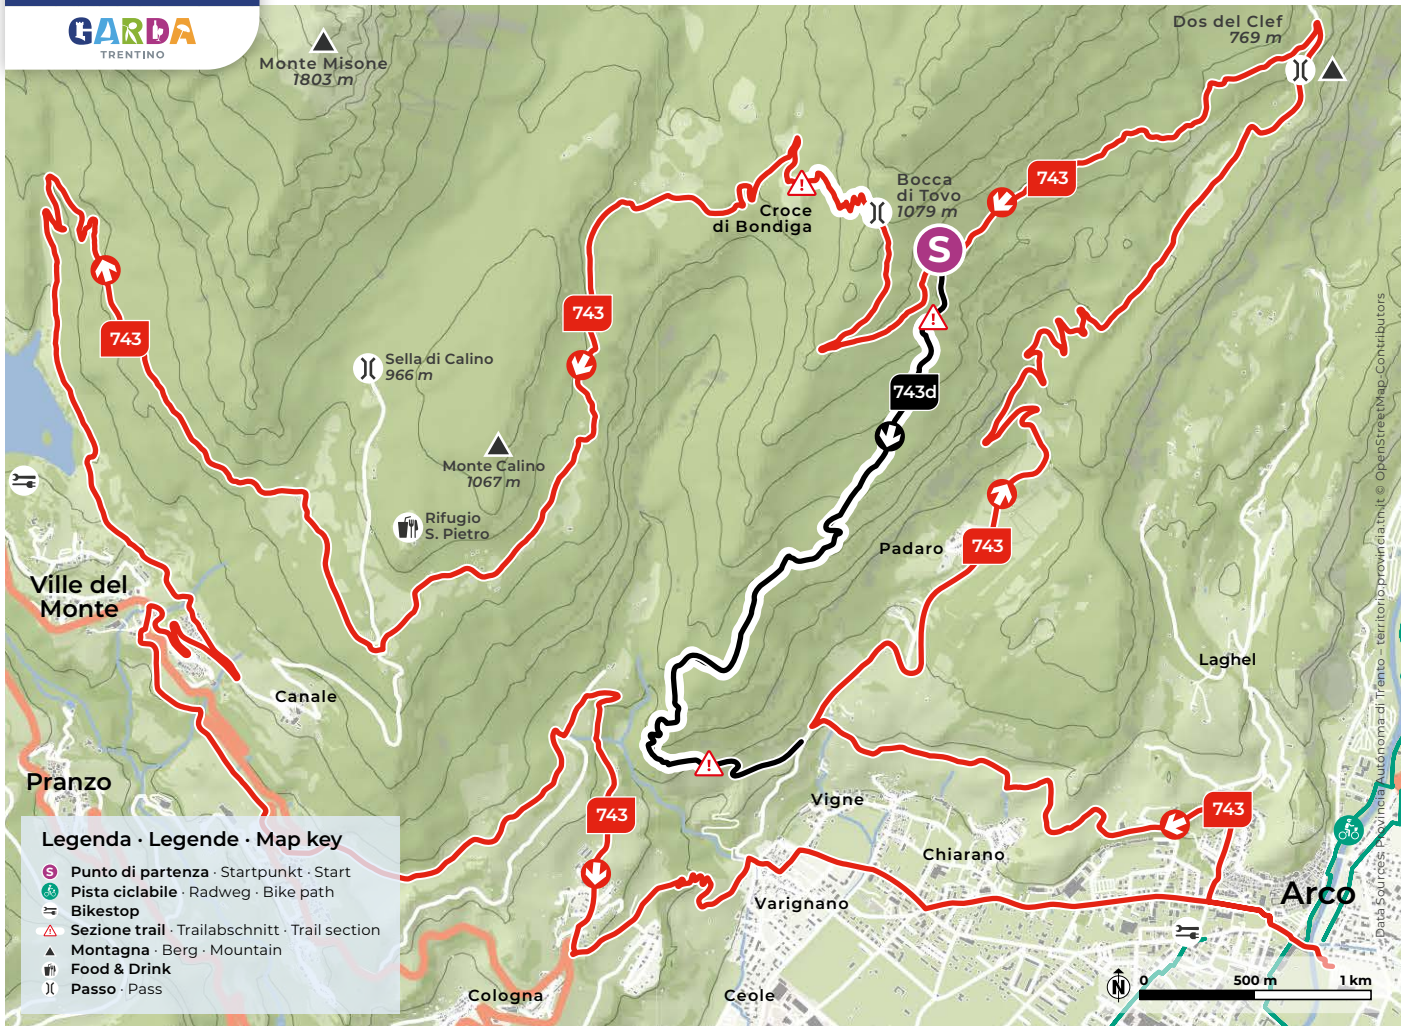 GARDA
TRENTINO
Monte Misone
1803 m
Dos del Clef
769 m
743
Bocca
di Tovo
1079 m
Croce
di Bondiga
S
743
743
Sella di Calino
966 m
743d
Monte Calino
1067 m
Rifugio
S. Pietro
Padaro
743
Ville del
Monte
Laghel
Canale
Pranzo
Vigne
743
743
Chiarano
Arco
Varignano
Cologna
Ceole
Legenda · Legende · Map key
S Punto di partenza · Startpunkt · Start
Pista ciclabile · Radweg · Bike path
Bikestop
Sezione trail · Trailabschnitt · Trail section
Montagna · Berg · Mountain
Food & Drink
Passo · Pass
N
0 500 m 1 km
Data Sources: Provincia Autonoma di Trento – territorio.provincia.tn.it © OpenStreetMap-Contributors